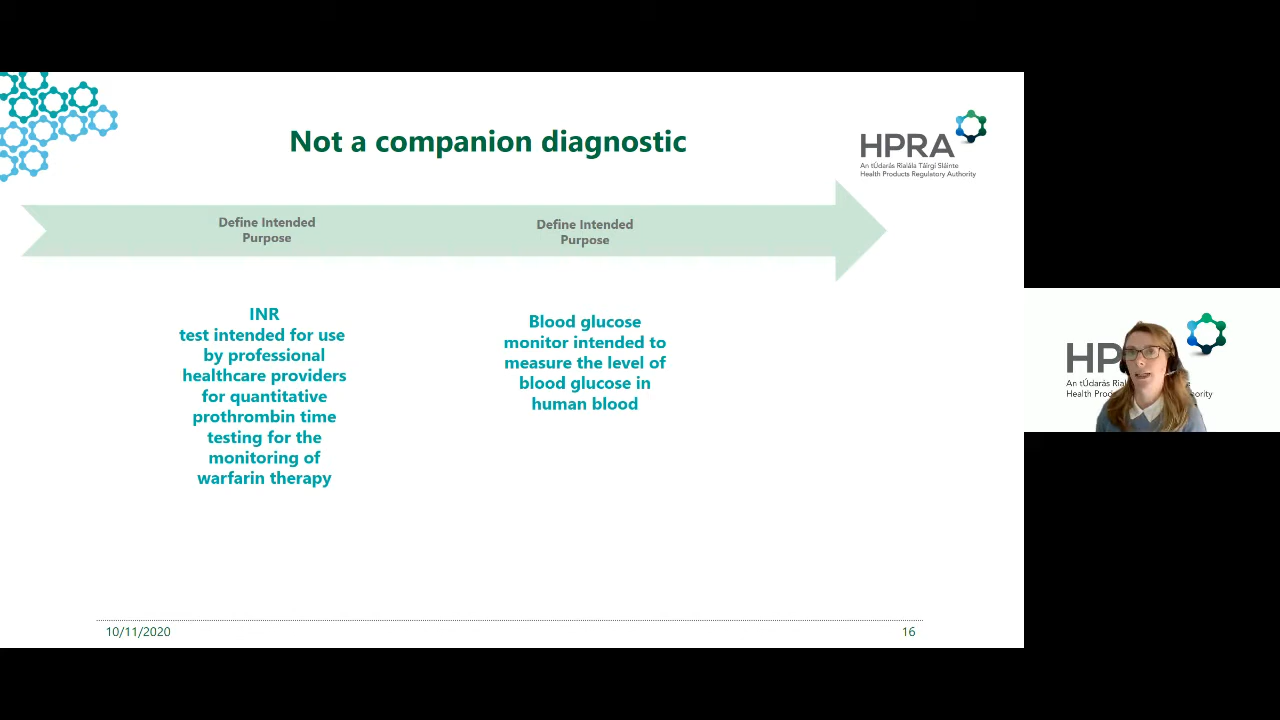 Not a companion diagnostic
HPRA
An tÚdarás Rialála Táirgí Sláinte
Health Products Regulatory Authority
Define Intended
Purpose
Define Intended
Purpose
INR
test intended for use
by professional
healthcare providers
for quantitative
prothrombin time
testing for the
monitoring of
warfarin therapy
Blood glucose
monitor intended to
measure the level of
blood glucose in
human blood
10/11/2020
16
HP
An tÚdarás Rial
Health Prod
ority